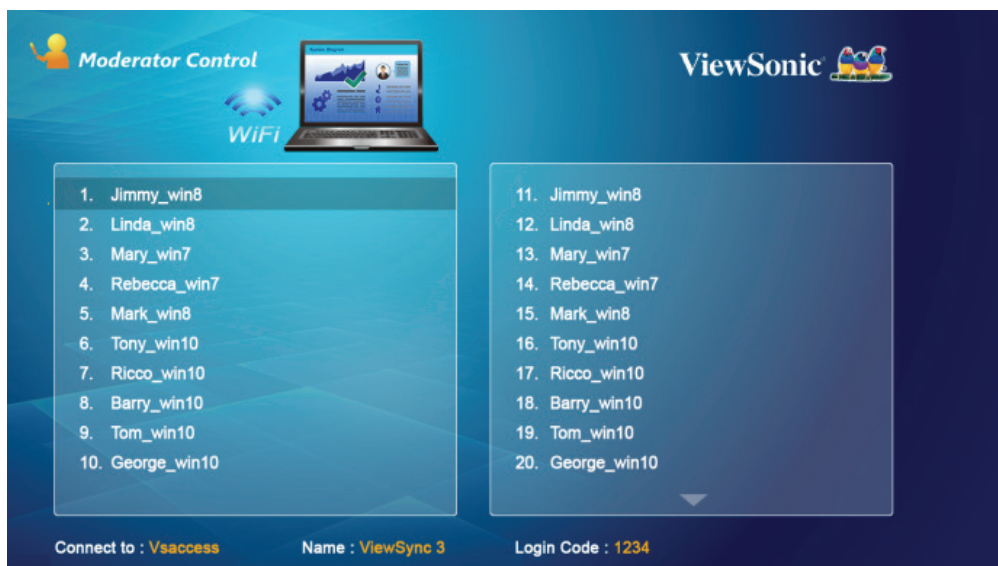 Moderator Control
ViewSonic
WiFi
1. Jimmy_win8
2. Linda_win8
3. Mary_win7
4. Rebecca_win7
5. Mark_win8
6. Tony_win10
7. Ricco_win10
8. Barry_win10
9. Tom_win10
10. George_win10
11. Jimmy_win8
12. Linda_win8
13. Mary_win7
14. Rebecca_win7
15. Mark_win8
16. Tony_win10
17. Ricco_win10
18. Barry_win10
19. Tom_win10
20. George_win10
Connect to : Vsaccess
Name : ViewSync 3
Login Code : 1234